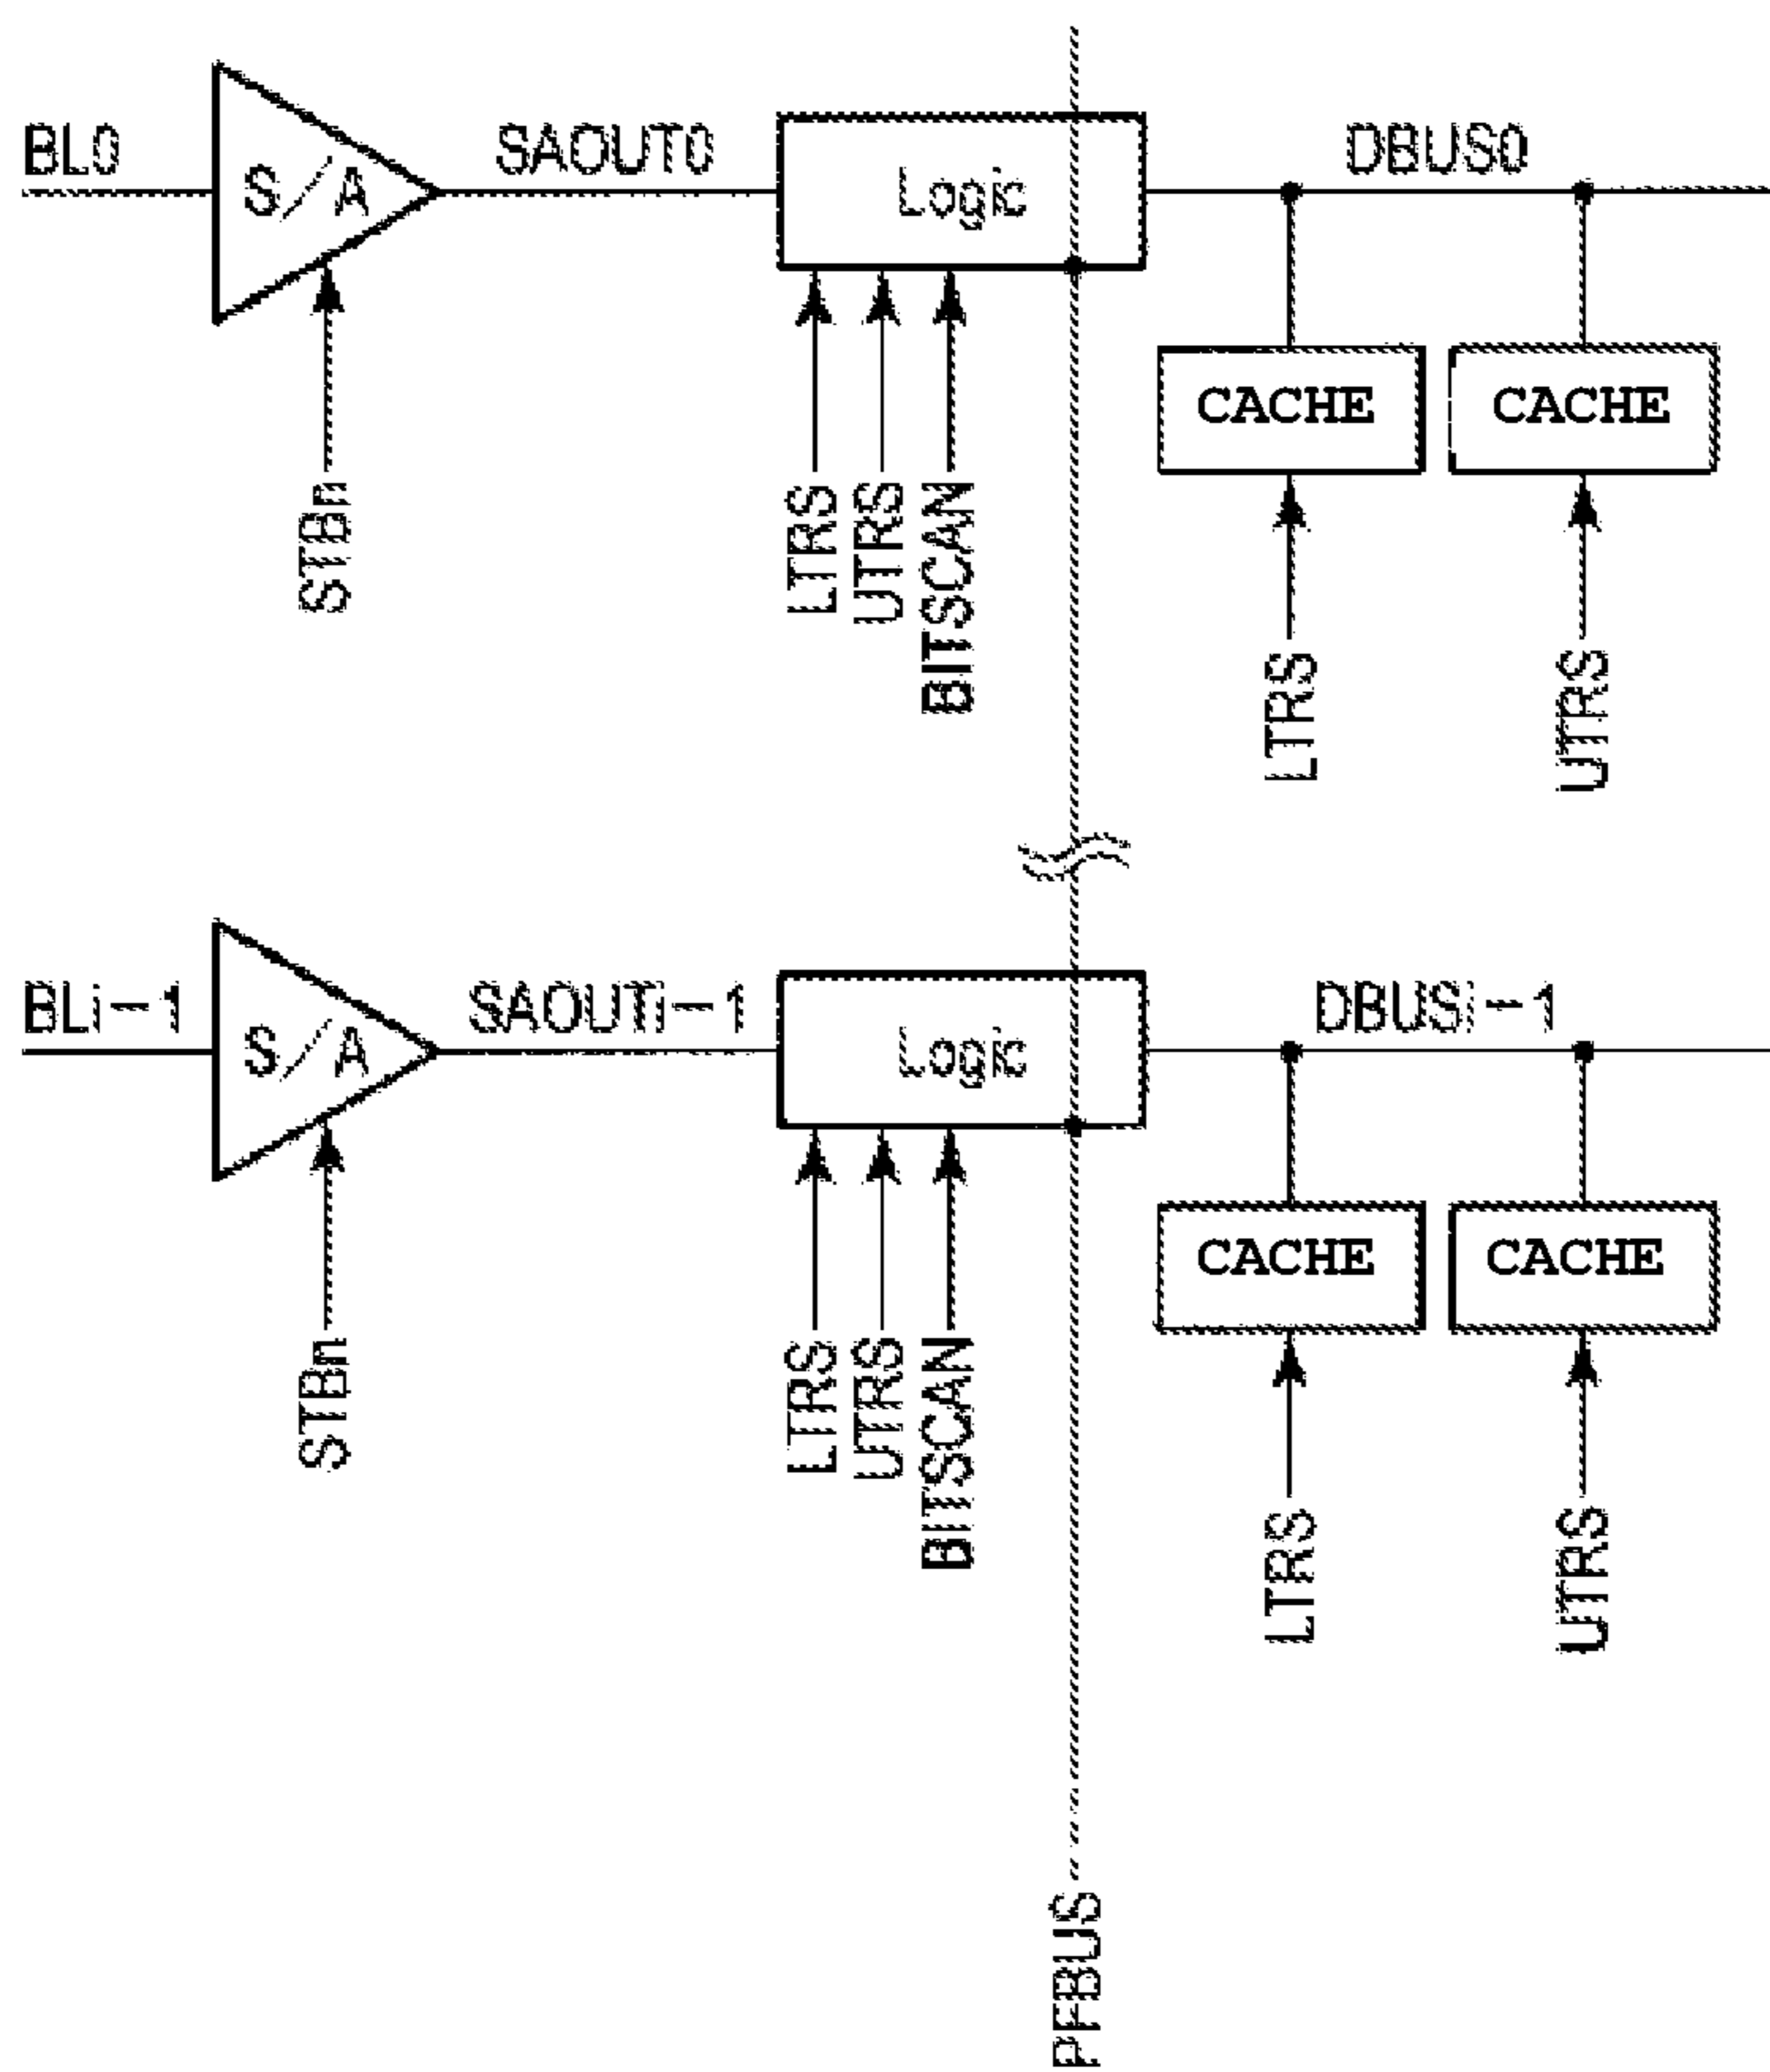 BL0
S/A
SAOUT0
Logic
DBUS0
CACHE
CACHE
STBn
LTRS
UTRS
BITSCAN
LTRS
UTRS
BLi-1
S/A
SAOUTi-1
Logic
DBUSi-1
CACHE
CACHE
STBn
LTRS
UTRS
BITSCAN
LTRS
UTRS
PFBUS